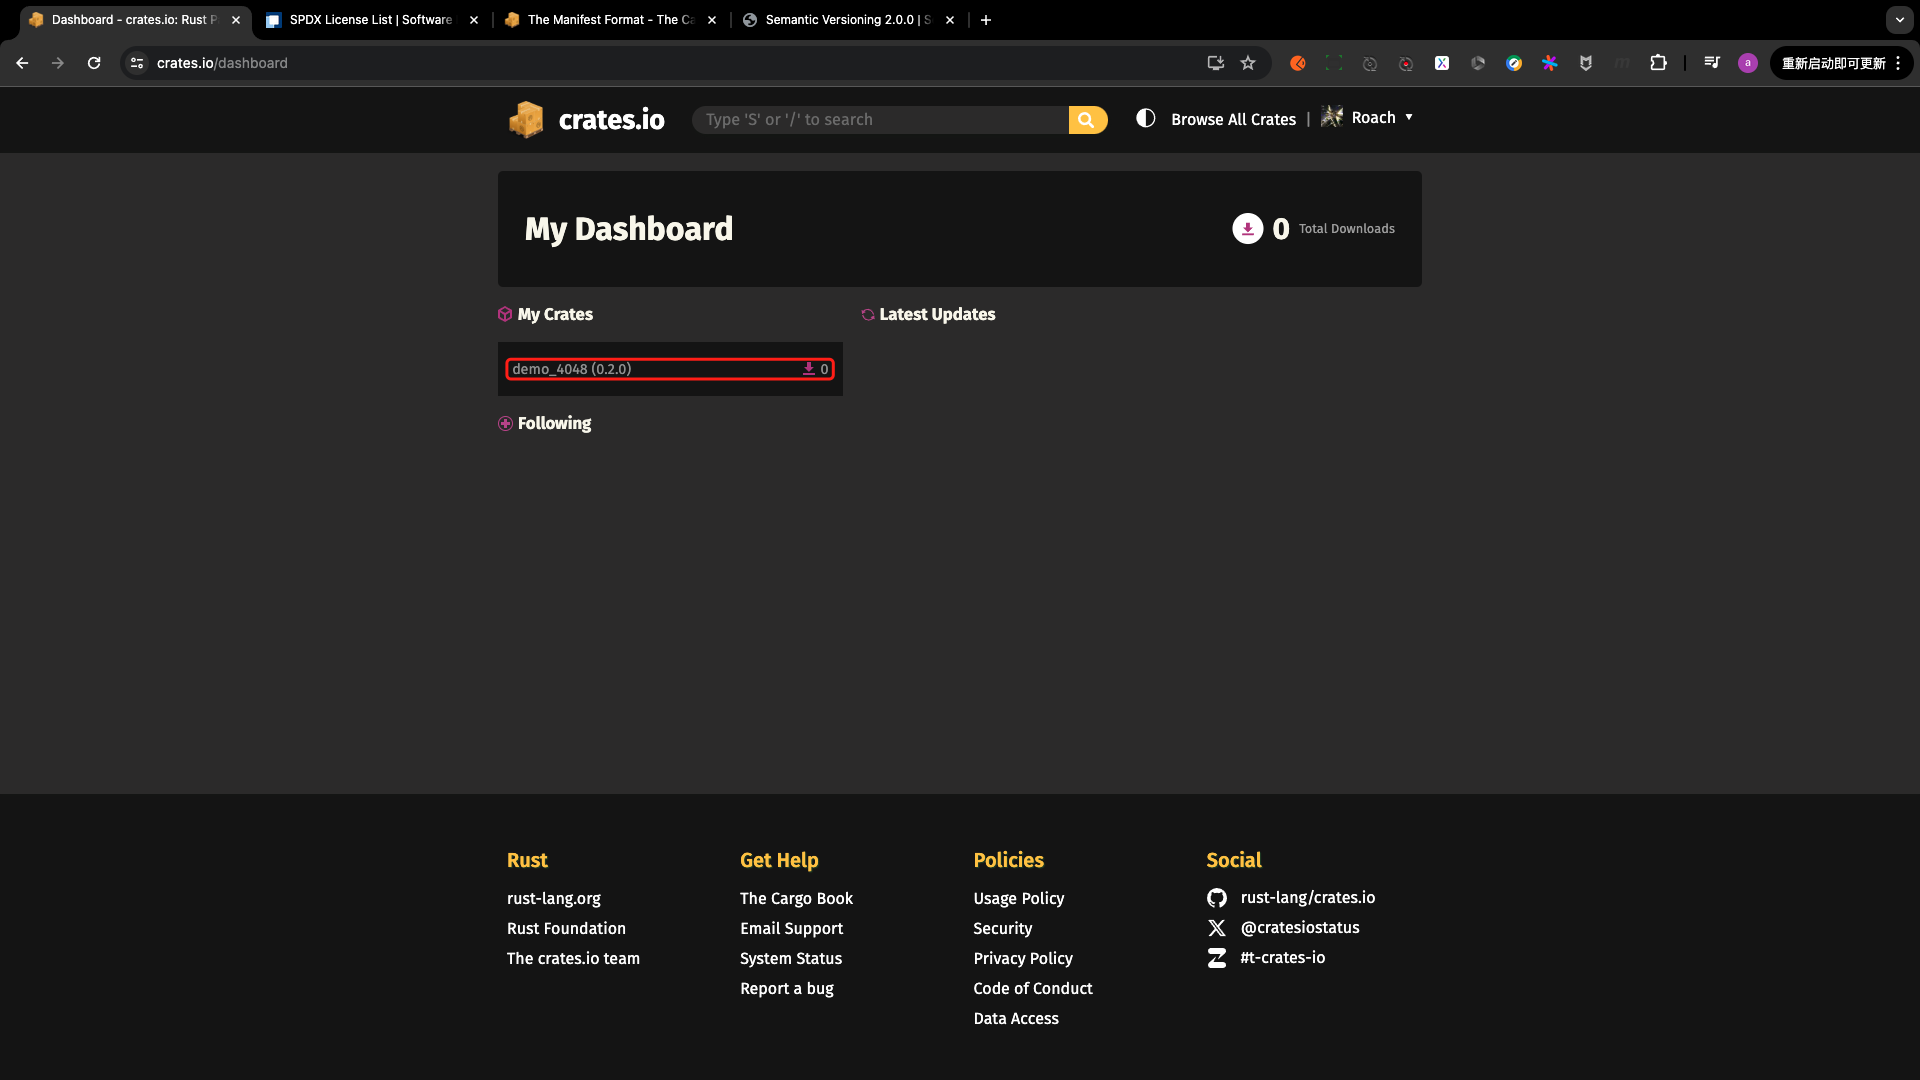 Dashboard - crates.io: Rust P
SPDX License List | Software
The Manifest Format - The Ca
Semantic Versioning 2.0.0 | S
crates.io/dashboard
a
重新启动即可更新
crates.io
Type 'S' or '/' to search
Browse All Crates | Roach
My Dashboard
0 Total Downloads
My Crates
Latest Updates
demo_4048 (0.2.0)
0
Following
Rust
rust-lang.org
Rust Foundation
The crates.io team
Get Help
The Cargo Book
Email Support
System Status
Report a bug
Policies
Usage Policy
Security
Privacy Policy
Code of Conduct
Data Access
Social
rust-lang/crates.io
@cratesiostatus
#t-crates-io